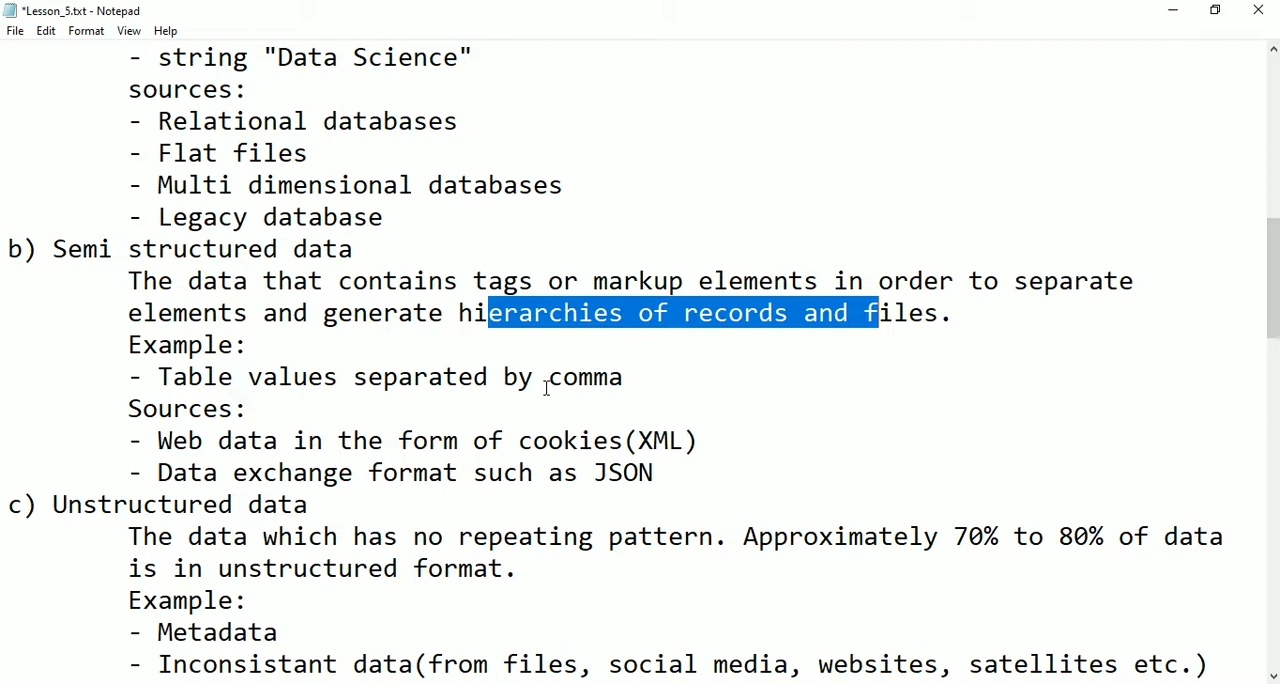 *Lesson_5.txt - Notepad
File Edit Format View Help
- string "Data Science"
sources:
- Relational databases
- Flat files
- Multi dimensional databases
- Legacy database
b) Semi structured data
The data that contains tags or markup elements in order to separate
elements and generate hierarchies of records and files.
Example:
- Table values separated by comma
Sources:
- Web data in the form of cookies(XML)
- Data exchange format such as JSON
c) Unstructured data
The data which has no repeating pattern. Approximately 70% to 80% of data
is in unstructured format.
Example:
- Metadata
- Inconsistant data(from files, social media, websites, satellites etc.)